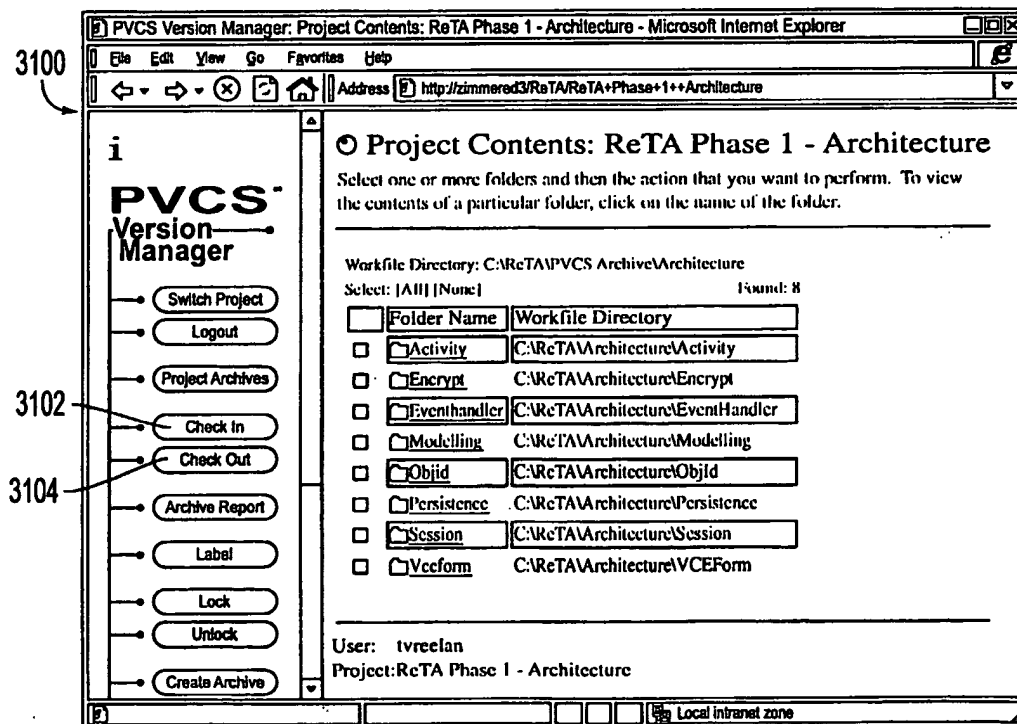 PVCS Version Manager: Project Contents: ReTA Phase 1 - Architecture - Microsoft Internet Explorer
3100
File Edit View Go Favorites Help
Address http://zimmered3/ReTA/ReTA+Phase+1++Architecture
i
PVCS
Version
Manager
Switch Project
Logout
Project Archives
3102
Check In
3104
Check Out
Archive Report
Label
Lock
Unlock
Create Archive
Project Contents: ReTA Phase 1 - Architecture
Select one or more folders and then the action that you want to perform. To view
the contents of a particular folder, click on the name of the folder.
Workfile Directory: C:\ReTA\PVCS Archive\Architecture
Select: [All] [None] Found: 8
Folder Name Workfile Directory
Activity C:\ReTA\Architecture\Activity
Encrypt C:\ReTA\Architecture\Encrypt
Eventhandler C:\ReTA\Architecture\EventHandler
Modelling C:\ReTA\Architecture\Modelling
Objid C:\ReTA\Architecture\ObjId
Persistence C:\ReTA\Architecture\Persistence
Session C:\ReTA\Architecture\Session
Vceform C:\ReTA\Architecture\VCEForm
User: tvreelan
Project:ReTA Phase 1 - Architecture
Local intranet zone